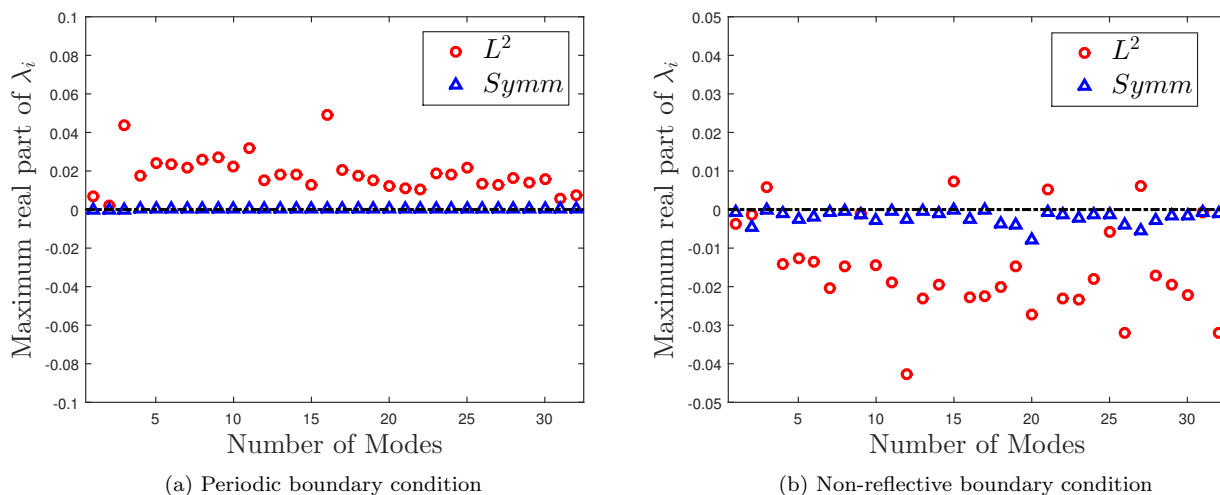 0.1
0.08
0.06
0.04
0.02
0
-0.02
-0.04
-0.06
-0.08
-0.1
Maximum real part of λi
L²
Symm
5 10 15 20 25 30
Number of Modes
(a) Periodic boundary condition
0.05
0.04
0.03
0.02
0.01
0
-0.01
-0.02
-0.03
-0.04
-0.05
Maximum real part of λi
L²
Symm
5 10 15 20 25 30
Number of Modes
(b) Non-reflective boundary condition